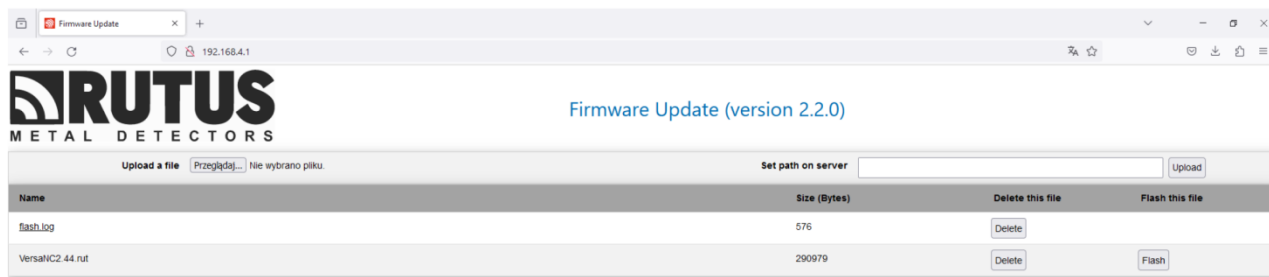 Firmware Update
192.168.4.1
RUTUS
METAL DETECTORS
Firmware Update (version 2.2.0)
Upload a file Przeglądaj... Nie wybrano pliku. Set path on server Upload
Name Size (Bytes) Delete this file Flash this file
flash.log 576 Delete
VersaNC2.44.rut 290979 Delete Flash